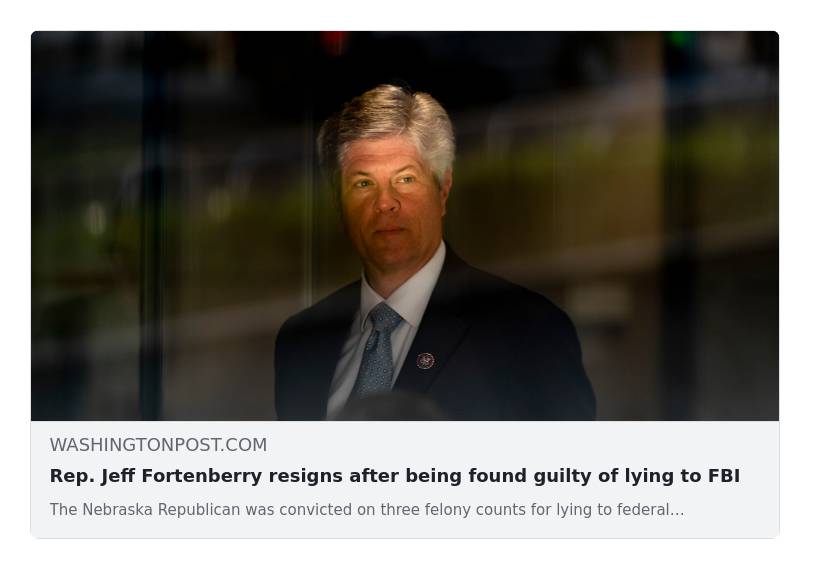 WASHINGTONPOST.COM
Rep. Jeff Fortenberry resigns after being found guilty of lying to FBI
The Nebraska Republican was convicted on three felony counts for lying to federal...